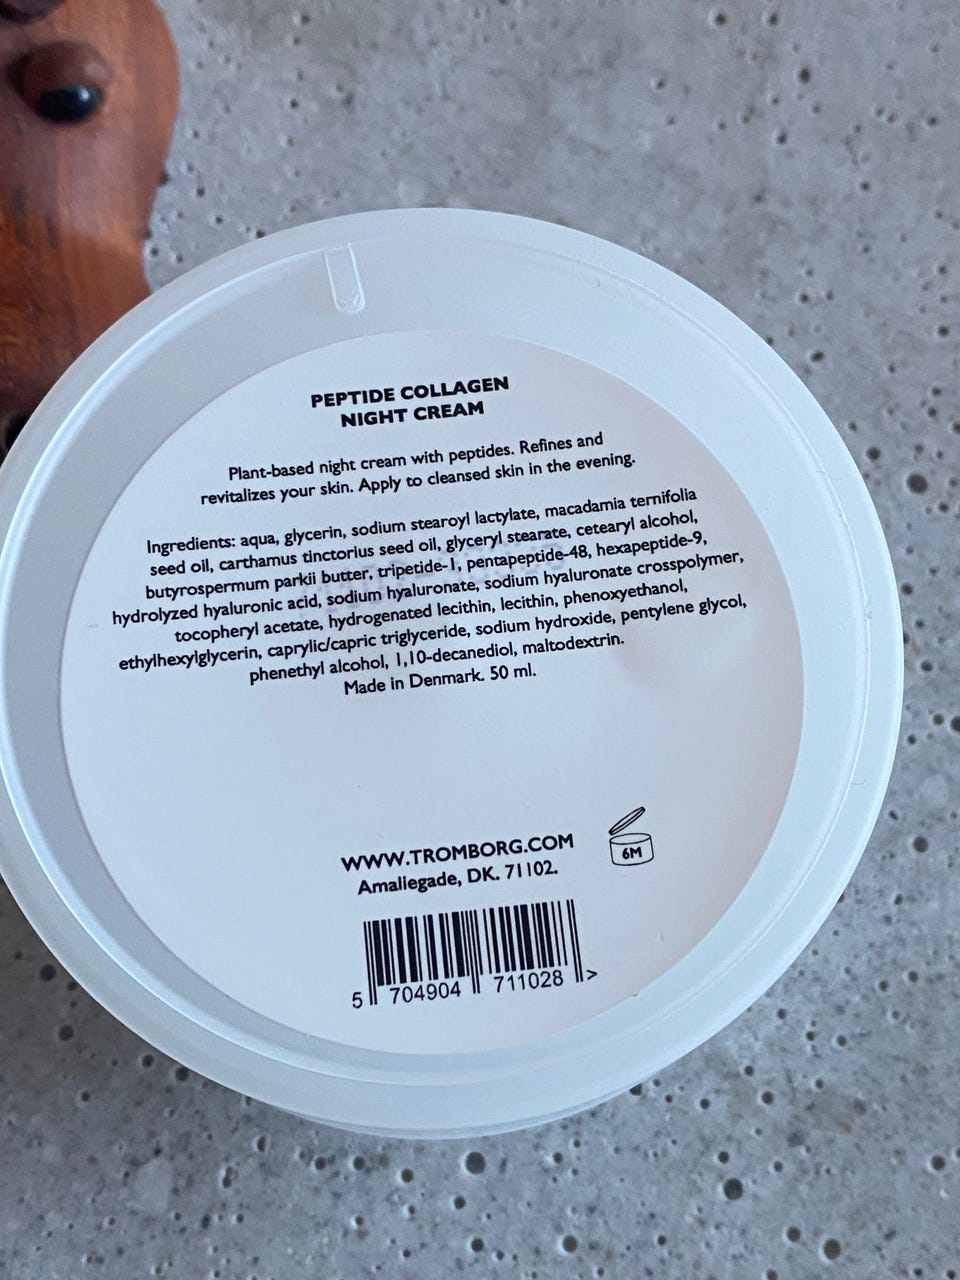 PEPTIDE COLLAGEN
NIGHT CREAM
Plant-based night cream with peptides. Refines and
revitalizes your skin. Apply to cleansed skin in the evening.
Ingredients: aqua, glycerin, sodium stearoyl lactylate, macadamia ternifolia
seed oil, carthamus tinctorius seed oil, glyceryl stearate, cetearyl alcohol,
butyrospermum parkii butter, tripetide-1, pentapeptide-48, hexapeptide-9,
hydrolyzed hyaluronic acid, sodium hyaluronate, sodium hyaluronate crosspolymer,
tocopheryl acetate, hydrogenated lecithin, lecithin, phenoxyethanol,
ethylhexylglycerin, caprylic/capric triglyceride, sodium hydroxide, pentylene glycol,
phenethyl alcohol, 1,10-decanediol, maltodextrin.
Made in Denmark. 50 ml.
WWW.TROMBORG.COM
Amaliegade, DK. 71102.
6M
5 704904 711028 >